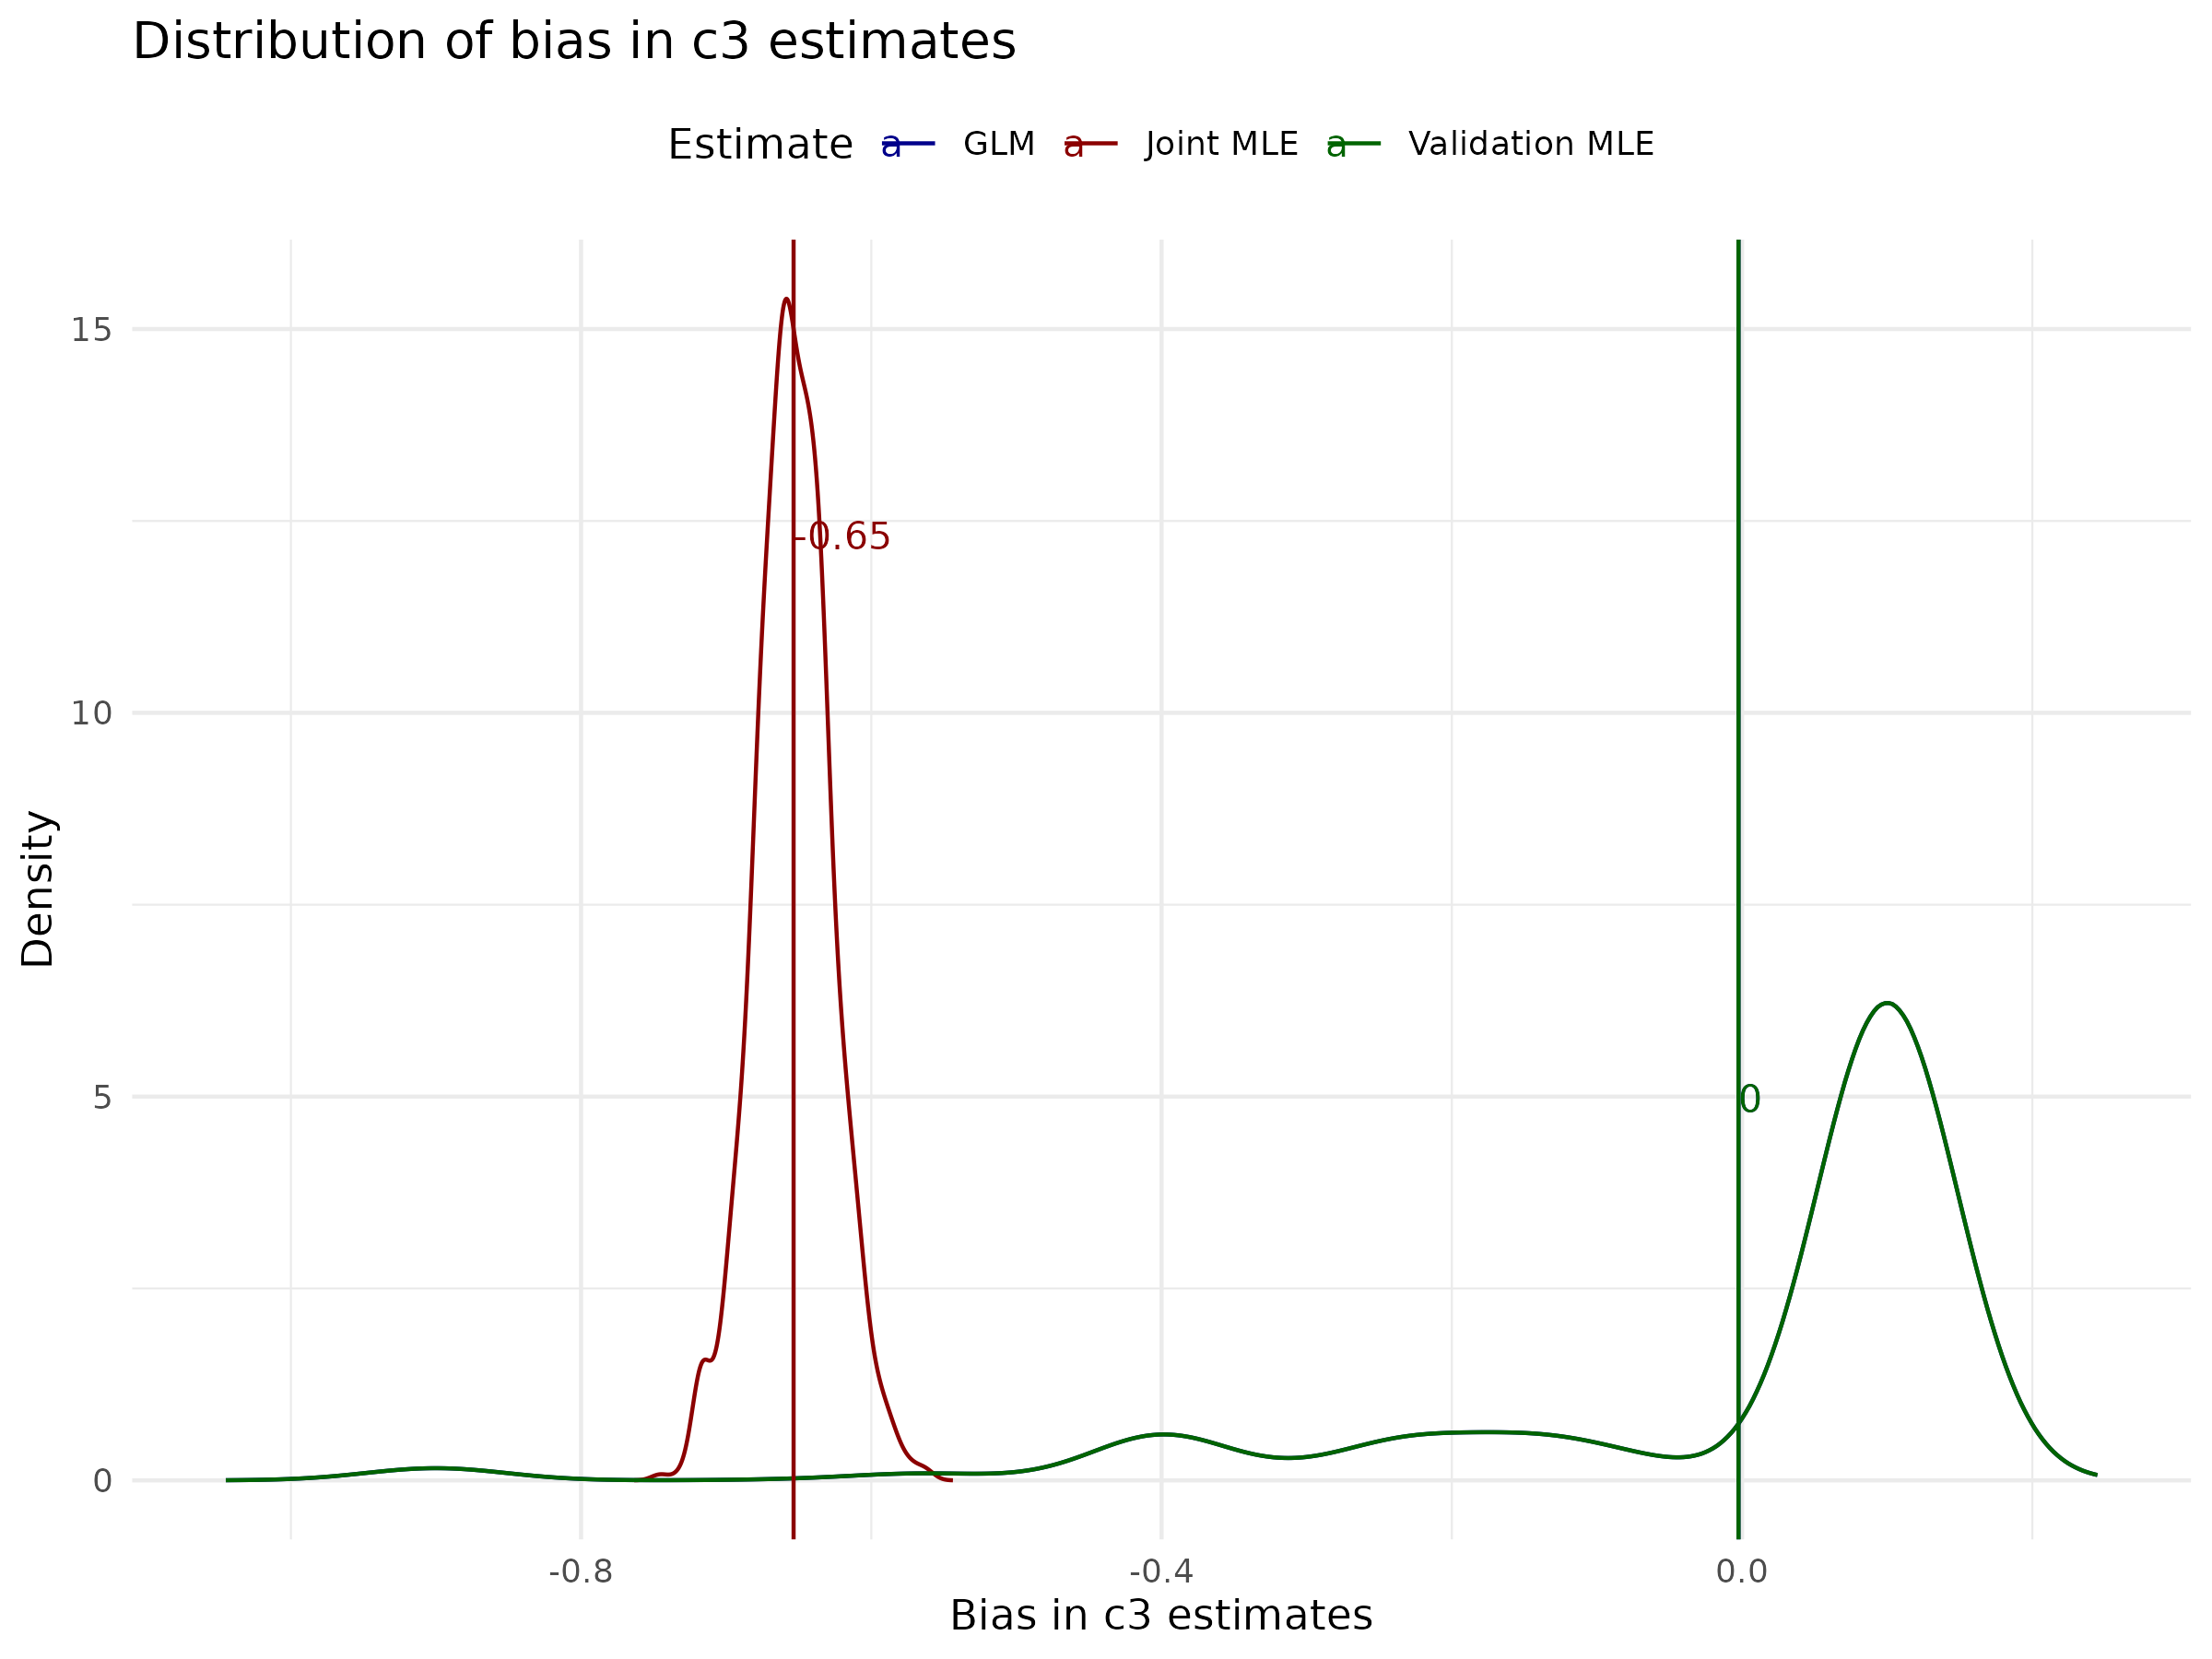 Distribution of bias in c3 estimates
Estimate a GLM a Joint MLE a Validation MLE
15
-0.65
10
5
0
0
Density
-0.8 -0.4 0.0
Bias in c3 estimates